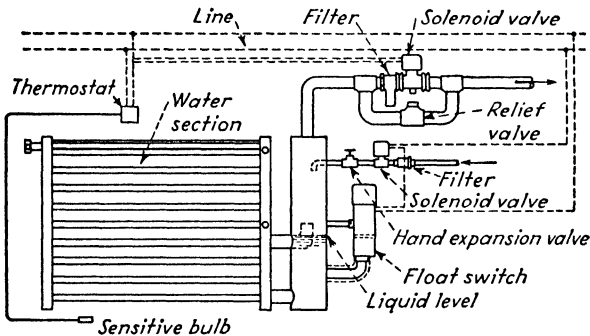 Line
Filter
Solenoid valve
Thermostat
Water
section
Relief
valve
Filter
Solenoid valve
Hand expansion valve
Float switch
Liquid level
Sensitive bulb